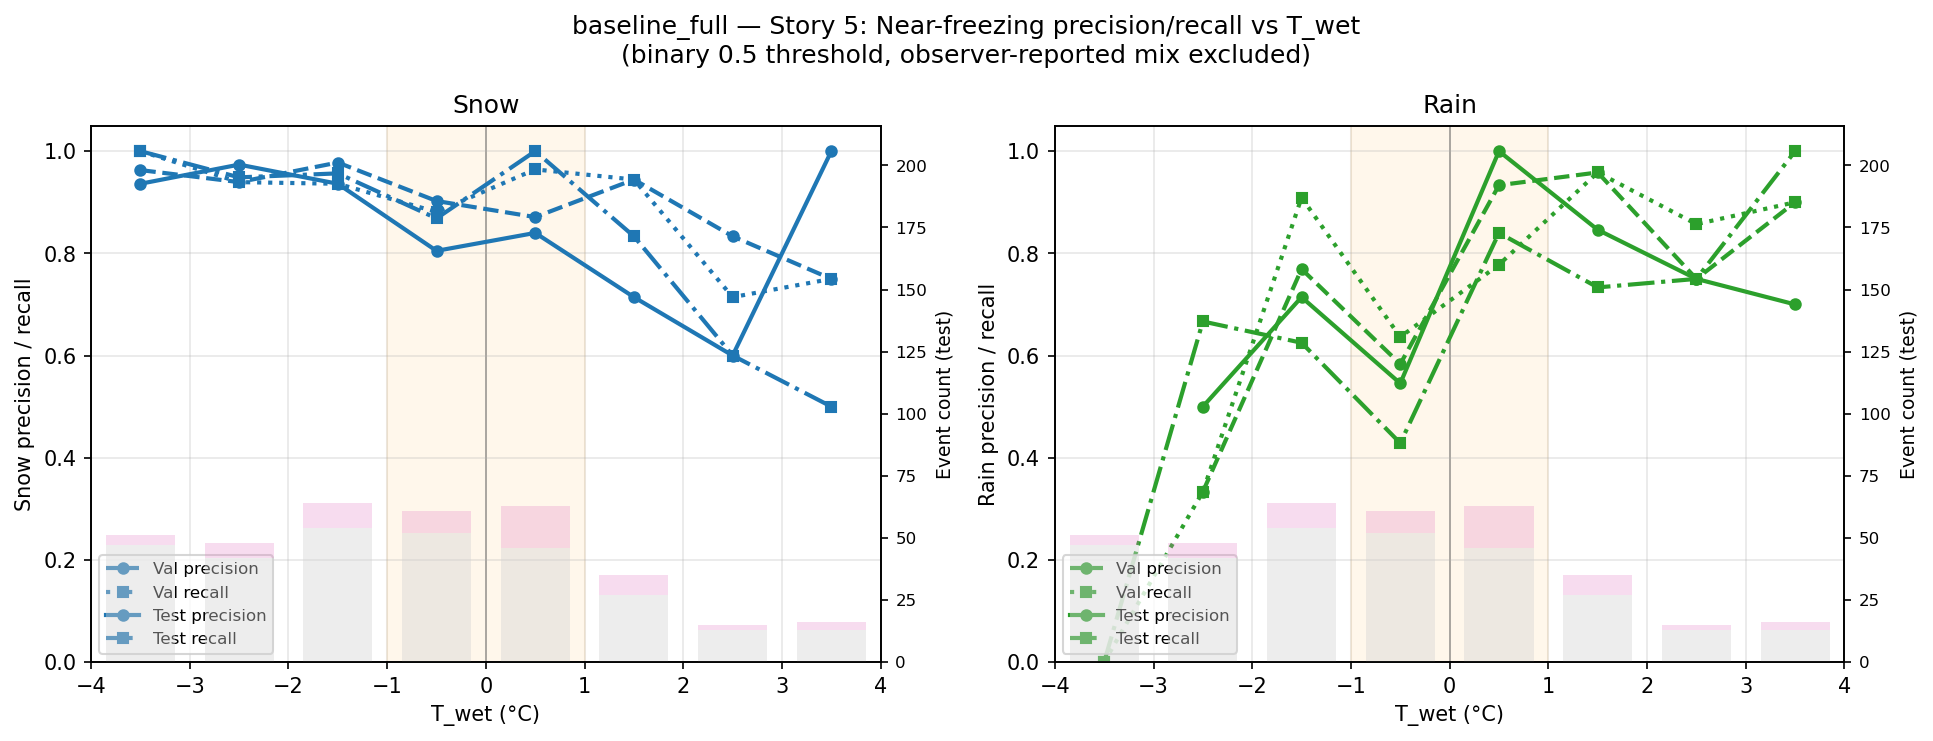 baseline_full — Story 5: Near-freezing precision/recall vs T_wet
(binary 0.5 threshold, observer-reported mix excluded)
Snow
1.0
0.8
0.6
0.4
0.2
0.0
Snow precision / recall
200
175
150
125
100
75
50
25
0
Event count (test)
Val precision
Val recall
Test precision
Test recall
−4
−3
−2
−1
0
1
2
3
4
T_wet (°C)
Rain
1.0
0.8
0.6
0.4
0.2
0.0
Rain precision / recall
200
175
150
125
100
75
50
25
0
Event count (test)
Val precision
Val recall
Test precision
Test recall
−4
−3
−2
−1
0
1
2
3
4
T_wet (°C)